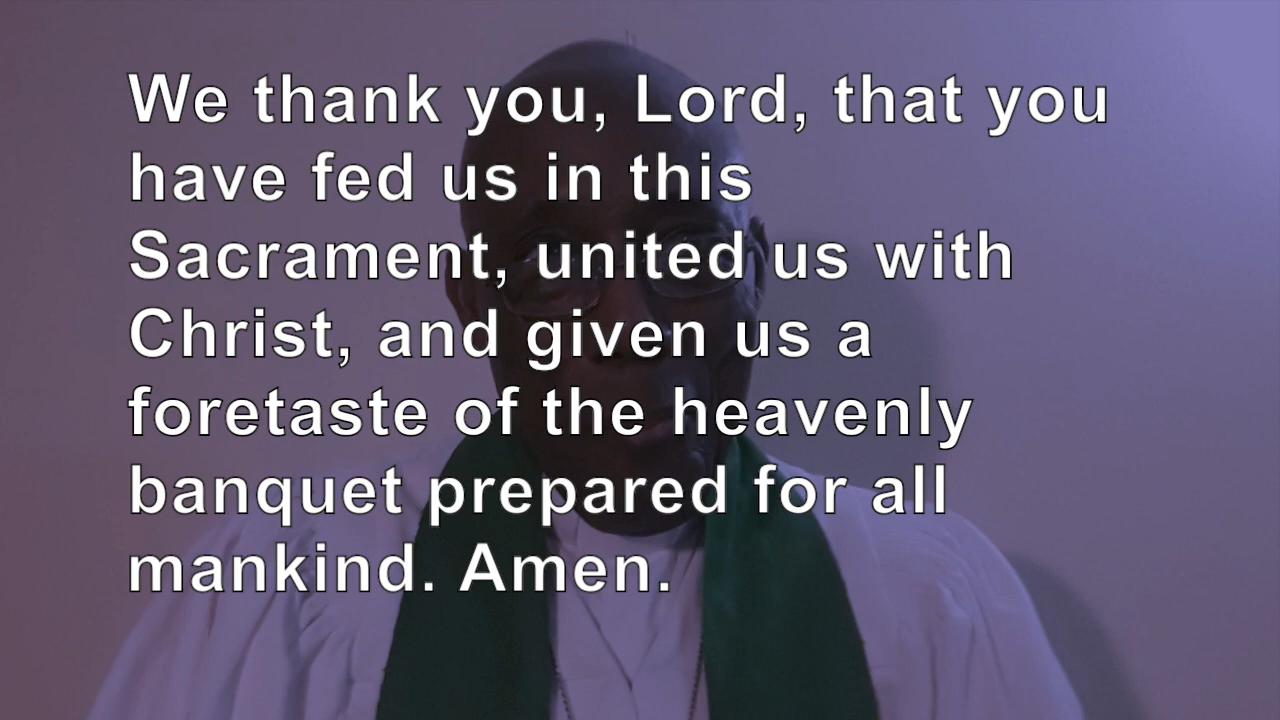 We thank you, Lord, that you
have fed us in this
Sacrament, united us with
Christ, and given us a
foretaste of the heavenly
banquet prepared for all
mankind. Amen.